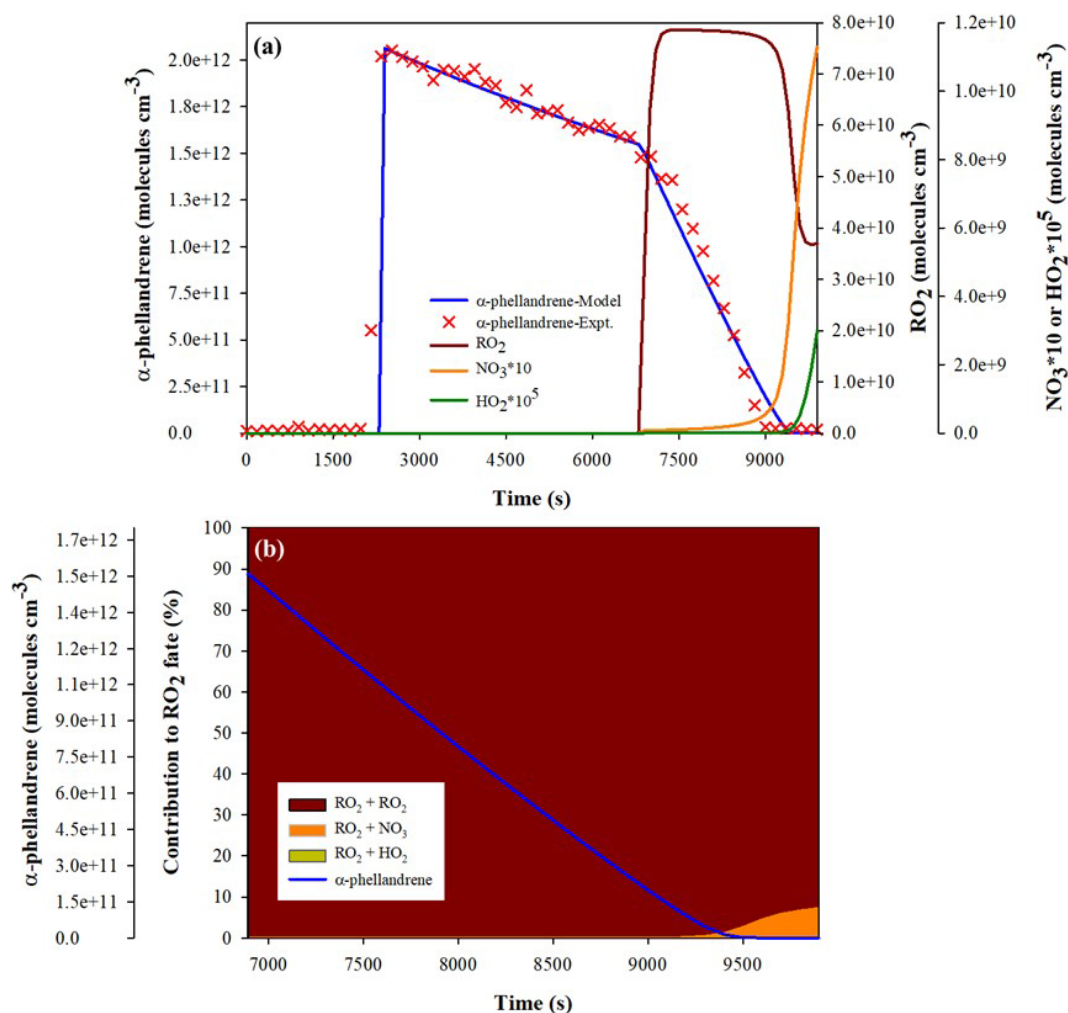 (a)
α-phellandrene (molecules cm⁻³)
2.0e+12
1.8e+12
1.5e+12
1.2e+12
1.0e+12
7.5e+11
5.0e+11
2.5e+11
0.0
α-phellandrene-Model
α-phellandrene-Expt.
RO₂
NO₃*10
HO₂*10⁵
8.0e+10
7.0e+10
6.0e+10
5.0e+10
4.0e+10
3.0e+10
2.0e+10
1.0e+10
0.0
RO₂ (molecules cm⁻³)
1.2e+10
1.0e+10
8.0e+9
6.0e+9
4.0e+9
2.0e+9
0.0
NO₃*10 or HO₂*10⁵ (molecules cm⁻³)
0 1500 3000 4500 6000 7500 9000
Time (s)
(b)
α-phellandrene (molecules cm⁻³)
1.7e+12
1.5e+12
1.4e+12
1.2e+12
1.1e+12
9.0e+11
7.5e+11
6.0e+11
4.5e+11
3.0e+11
1.5e+11
0.0
Contribution to RO₂ fate (%)
100
90
80
70
60
50
40
30
20
10
0
RO₂ + RO₂
RO₂ + NO₃
RO₂ + HO₂
α-phellandrene
7000 7500 8000 8500 9000 9500
Time (s)